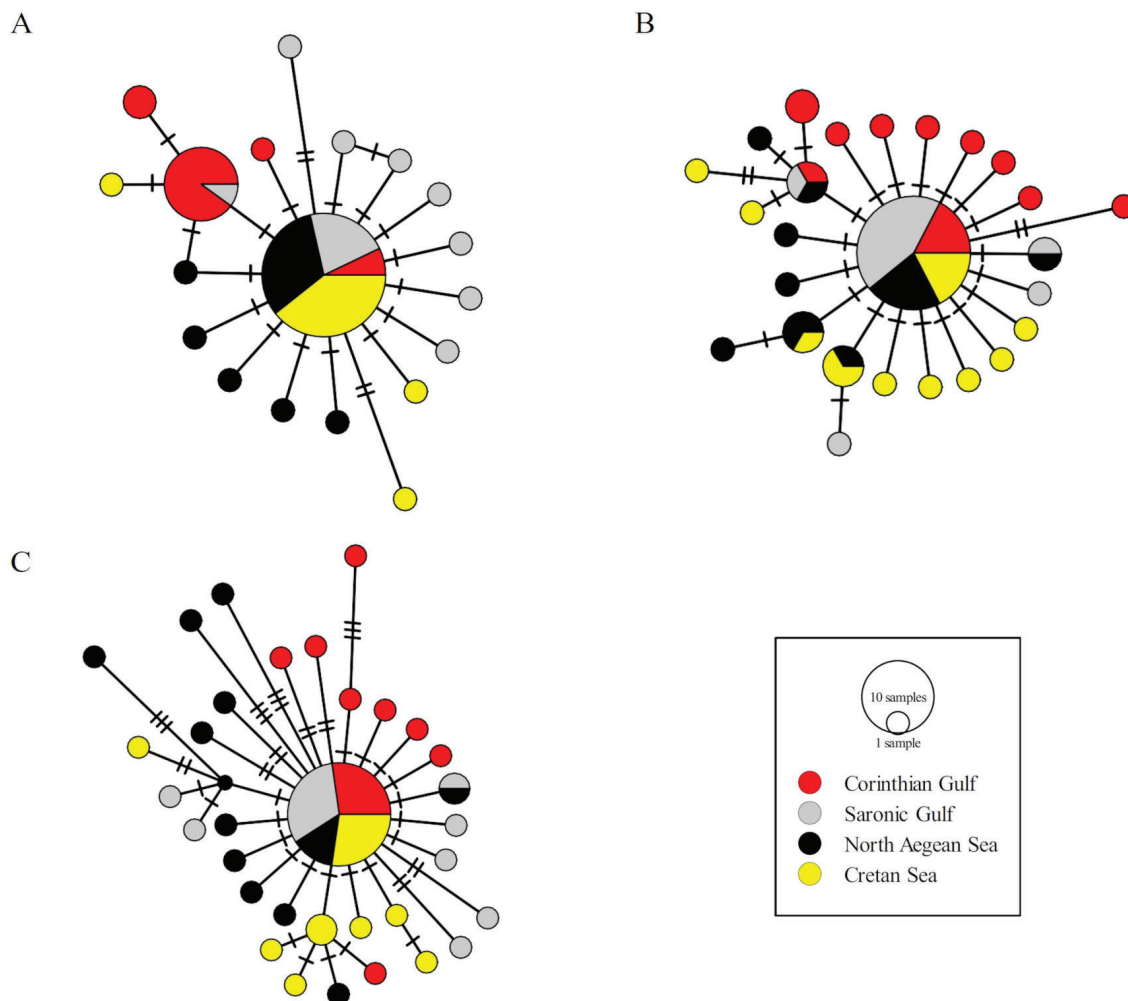 A
B
C
10 samples
1 sample
Corinthian Gulf
Saronic Gulf
North Aegean Sea
Cretan Sea